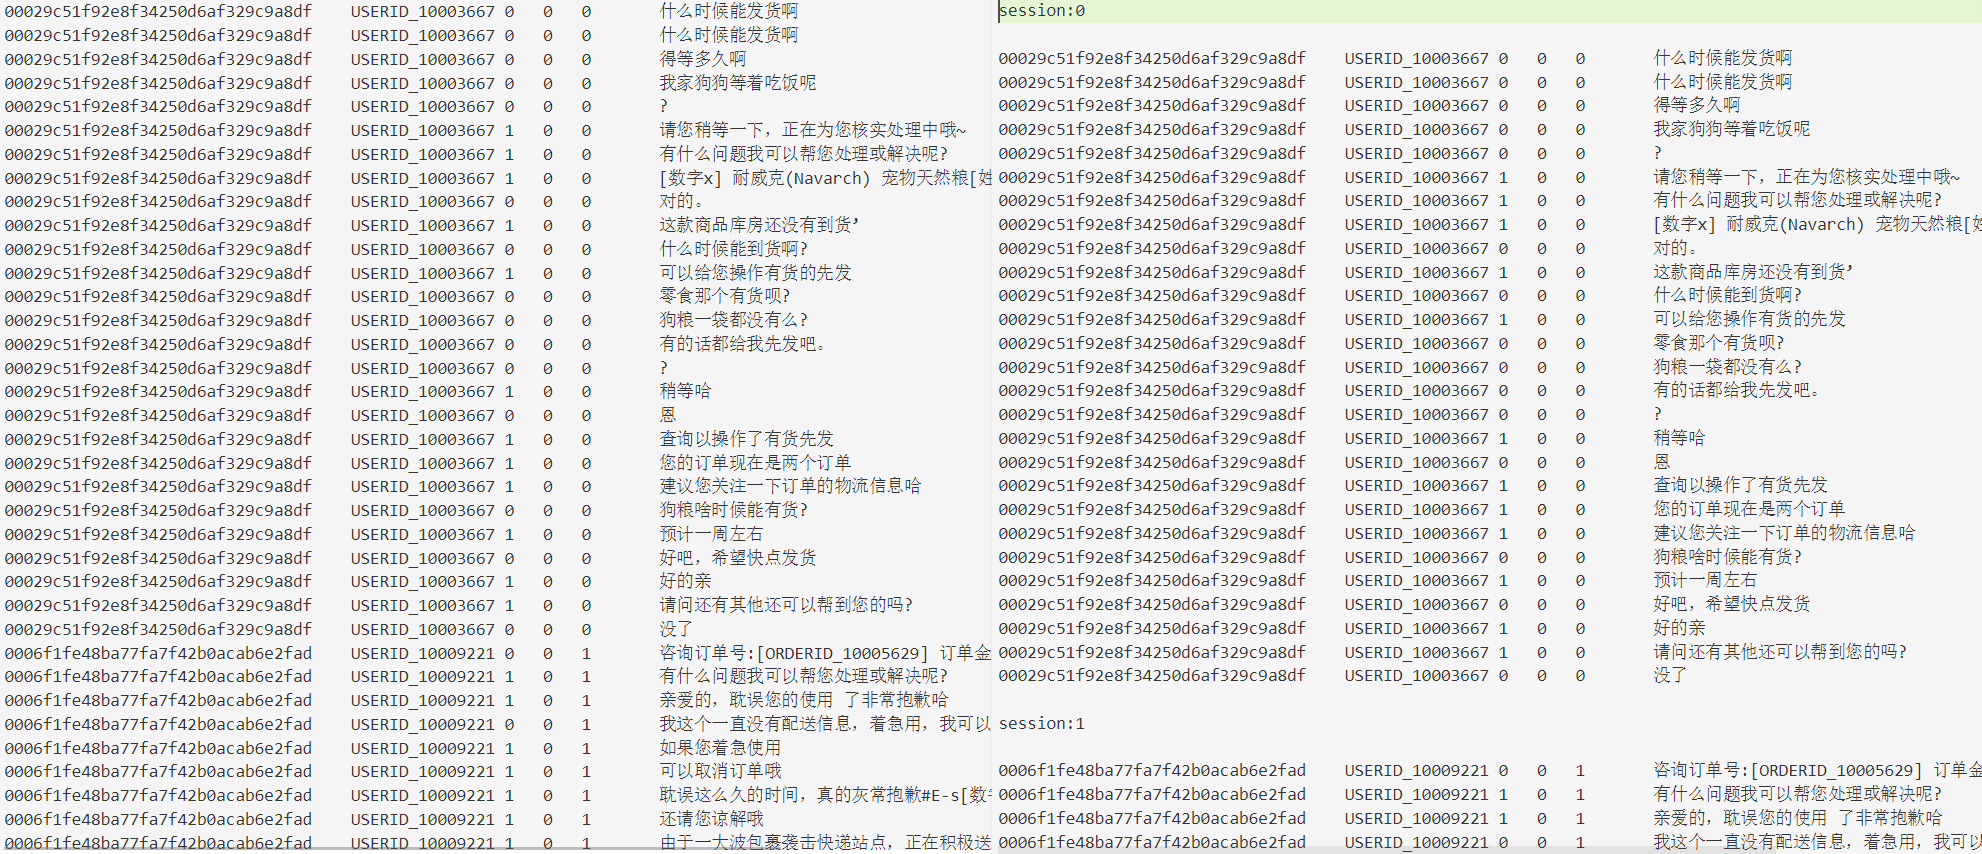 00029c51f92e8f34250d6af329c9a8df USERID_10003667 0 0 0 什么时候能发货啊
00029c51f92e8f34250d6af329c9a8df USERID_10003667 0 0 0 什么时候能发货啊
00029c51f92e8f34250d6af329c9a8df USERID_10003667 0 0 0 得等多久啊
00029c51f92e8f34250d6af329c9a8df USERID_10003667 0 0 0 我家狗狗等着吃饭呢
00029c51f92e8f34250d6af329c9a8df USERID_10003667 0 0 0 ?
00029c51f92e8f34250d6af329c9a8df USERID_10003667 1 0 0 请您稍等一下，正在为您核实处理中哦~
00029c51f92e8f34250d6af329c9a8df USERID_10003667 1 0 0 有什么问题我可以帮您处理或解决呢?
00029c51f92e8f34250d6af329c9a8df USERID_10003667 1 0 0 [数字x] 耐威克(Navarch) 宠物天然粮[姓
00029c51f92e8f34250d6af329c9a8df USERID_10003667 0 0 0 对的。
00029c51f92e8f34250d6af329c9a8df USERID_10003667 1 0 0 这款商品库房还没有到货’
00029c51f92e8f34250d6af329c9a8df USERID_10003667 0 0 0 什么时候能到货啊?
00029c51f92e8f34250d6af329c9a8df USERID_10003667 1 0 0 可以给您操作有货的先发
00029c51f92e8f34250d6af329c9a8df USERID_10003667 0 0 0 零食那个有货呗?
00029c51f92e8f34250d6af329c9a8df USERID_10003667 0 0 0 狗粮一袋都没有么?
00029c51f92e8f34250d6af329c9a8df USERID_10003667 0 0 0 有的话都给我先发吧。
00029c51f92e8f34250d6af329c9a8df USERID_10003667 0 0 0 ?
00029c51f92e8f34250d6af329c9a8df USERID_10003667 1 0 0 稍等哈
00029c51f92e8f34250d6af329c9a8df USERID_10003667 0 0 0 恩
00029c51f92e8f34250d6af329c9a8df USERID_10003667 1 0 0 查询以操作了有货先发
00029c51f92e8f34250d6af329c9a8df USERID_10003667 1 0 0 您的订单现在是两个订单
00029c51f92e8f34250d6af329c9a8df USERID_10003667 1 0 0 建议您关注一下订单的物流信息哈
00029c51f92e8f34250d6af329c9a8df USERID_10003667 0 0 0 狗粮啥时候能有货?
00029c51f92e8f34250d6af329c9a8df USERID_10003667 1 0 0 预计一周左右
00029c51f92e8f34250d6af329c9a8df USERID_10003667 0 0 0 好吧，希望快点发货
00029c51f92e8f34250d6af329c9a8df USERID_10003667 1 0 0 好的亲
00029c51f92e8f34250d6af329c9a8df USERID_10003667 1 0 0 请问还有其他还可以帮到您的吗?
00029c51f92e8f34250d6af329c9a8df USERID_10003667 0 0 0 没了
0006f1fe48ba77fa7f42b0acab6e2fad USERID_10009221 0 0 1 咨询订单号:[ORDERID_10005629] 订单金
0006f1fe48ba77fa7f42b0acab6e2fad USERID_10009221 1 0 1 有什么问题我可以帮您处理或解决呢?
0006f1fe48ba77fa7f42b0acab6e2fad USERID_10009221 1 0 1 亲爱的，耽误您的使用 了非常抱歉哈
0006f1fe48ba77fa7f42b0acab6e2fad USERID_10009221 0 0 1 我这个一直没有配送信息，着急用，我可以
0006f1fe48ba77fa7f42b0acab6e2fad USERID_10009221 1 0 1 如果您着急使用
0006f1fe48ba77fa7f42b0acab6e2fad USERID_10009221 1 0 1 可以取消订单哦
0006f1fe48ba77fa7f42b0acab6e2fad USERID_10009221 1 0 1 耽误这么久的时间，真的灰常抱歉#E-s[数
0006f1fe48ba77fa7f42b0acab6e2fad USERID_10009221 1 0 1 还请您谅解哦
0006f1fe48ba77fa7f42b0acab6e2fad USERID_10009221 1 0 1 由于一大波包裹袭击快递站点，正在积极送
session:0
00029c51f92e8f34250d6af329c9a8df USERID_10003667 0 0 0 什么时候能发货啊
00029c51f92e8f34250d6af329c9a8df USERID_10003667 0 0 0 什么时候能发货啊
00029c51f92e8f34250d6af329c9a8df USERID_10003667 0 0 0 得等多久啊
00029c51f92e8f34250d6af329c9a8df USERID_10003667 0 0 0 我家狗狗等着吃饭呢
00029c51f92e8f34250d6af329c9a8df USERID_10003667 0 0 0 ?
00029c51f92e8f34250d6af329c9a8df USERID_10003667 1 0 0 请您稍等一下，正在为您核实处理中哦~
00029c51f92e8f34250d6af329c9a8df USERID_10003667 1 0 0 有什么问题我可以帮您处理或解决呢?
00029c51f92e8f34250d6af329c9a8df USERID_10003667 1 0 0 [数字x] 耐威克(Navarch) 宠物天然粮[姓
00029c51f92e8f34250d6af329c9a8df USERID_10003667 0 0 0 对的。
00029c51f92e8f34250d6af329c9a8df USERID_10003667 1 0 0 这款商品库房还没有到货’
00029c51f92e8f34250d6af329c9a8df USERID_10003667 0 0 0 什么时候能到货啊?
00029c51f92e8f34250d6af329c9a8df USERID_10003667 1 0 0 可以给您操作有货的先发
00029c51f92e8f34250d6af329c9a8df USERID_10003667 0 0 0 零食那个有货呗?
00029c51f92e8f34250d6af329c9a8df USERID_10003667 0 0 0 狗粮一袋都没有么?
00029c51f92e8f34250d6af329c9a8df USERID_10003667 0 0 0 有的话都给我先发吧。
00029c51f92e8f34250d6af329c9a8df USERID_10003667 0 0 0 ?
00029c51f92e8f34250d6af329c9a8df USERID_10003667 1 0 0 稍等哈
00029c51f92e8f34250d6af329c9a8df USERID_10003667 0 0 0 恩
00029c51f92e8f34250d6af329c9a8df USERID_10003667 1 0 0 查询以操作了有货先发
00029c51f92e8f34250d6af329c9a8df USERID_10003667 1 0 0 您的订单现在是两个订单
00029c51f92e8f34250d6af329c9a8df USERID_10003667 1 0 0 建议您关注一下订单的物流信息哈
00029c51f92e8f34250d6af329c9a8df USERID_10003667 0 0 0 狗粮啥时候能有货?
00029c51f92e8f34250d6af329c9a8df USERID_10003667 1 0 0 预计一周左右
00029c51f92e8f34250d6af329c9a8df USERID_10003667 0 0 0 好吧，希望快点发货
00029c51f92e8f34250d6af329c9a8df USERID_10003667 1 0 0 好的亲
00029c51f92e8f34250d6af329c9a8df USERID_10003667 1 0 0 请问还有其他还可以帮到您的吗?
00029c51f92e8f34250d6af329c9a8df USERID_10003667 0 0 0 没了
session:1
0006f1fe48ba77fa7f42b0acab6e2fad USERID_10009221 0 0 1 咨询订单号:[ORDERID_10005629] 订单金
0006f1fe48ba77fa7f42b0acab6e2fad USERID_10009221 1 0 1 有什么问题我可以帮您处理或解决呢?
0006f1fe48ba77fa7f42b0acab6e2fad USERID_10009221 1 0 1 亲爱的，耽误您的使用 了非常抱歉哈
0006f1fe48ba77fa7f42b0acab6e2fad USERID_10009221 0 0 1 我这个一直没有配送信息，着急用，我可以